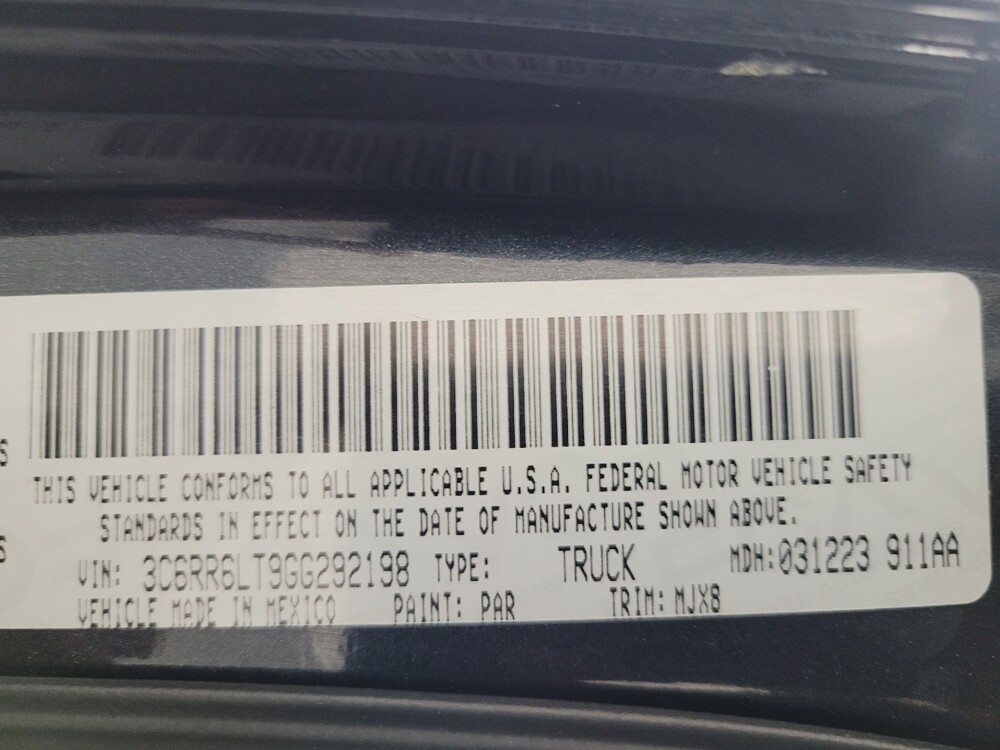 S
THIS VEHICLE CONFORMS TO ALL APPLICABLE U.S.A. FEDERAL MOTOR VEHICLE SAFETY
S STANDARDS IN EFFECT ON THE DATE OF MANUFACTURE SHOWN ABOVE.
VIN: 3C6RR6LT9GG292198 TYPE: TRUCK MDH:031223 911AA
VEHICLE MADE IN MEXICO PAINT: PAR TRIM: MJX8